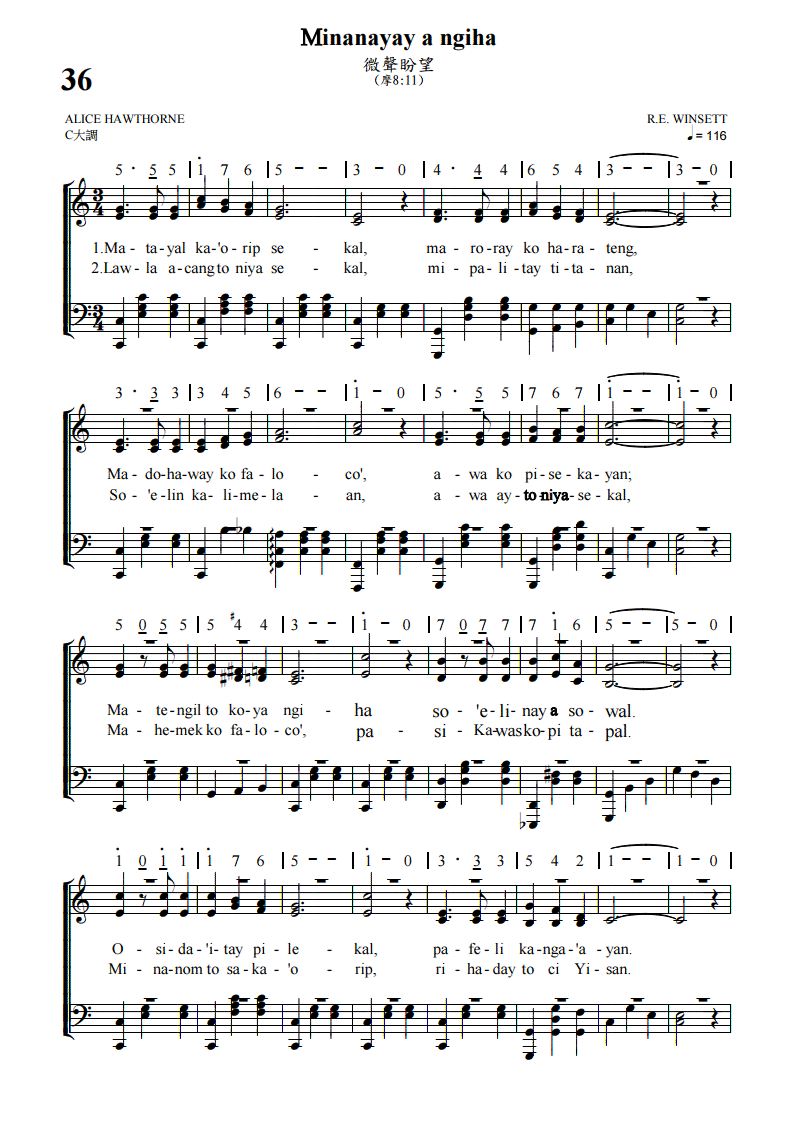 Minanayay a ngiha
微聲盼望
(摩8:11)
36
ALICE HAWTHORNE R.E. WINSETT
C大調 ♩= 116
5 · 5 5 | 1 7 6 | 5 – – | 3 – 0 | 4 · 4 4 | 6 5 4 | 3 – – | 3 – 0 |
1.Ma - ta-yal ka-'o-rip se - kal, ma - ro-ray ko ha-ra - teng,
2.Law-la a-cang to niya se - kal, mi - pa-li-tay ti-ta - nan,
3 · 3 3 | 3 4 5 | 6 – – | 1 – 0 | 5 · 5 5 | 7 6 7 | 1 – – | 1 – 0 |
Ma - do-ha-way ko fa-lo - co', a - wa ko pi-se-ka - yan;
So - 'e-lin ka-li-me-la - an, a - wa ay-to niya-se - kal,
5 0 5 5 | 5 #4 4 | 3 – – | 1 – 0 | 7 0 7 7 | 7 1 6 | 5 – – | 5 – 0 |
Ma - te-ngil to ko-ya ngi - ha so - 'e - li-nay a so - wal.
Ma - he-mek ko fa-lo - co', pa - si - Ka-was ko-pi ta - pal.
1 0 1 1 | 1 7 6 | 5 – – | 1 – 0 | 3 · 3 3 | 5 4 2 | 1 – – | 1 – 0 |
O - si-da-'i-tay pi-le - kal, pa - fe-li ka-nga-'a - yan.
Mi - na-nom to sa-ka-'o - rip, ri - ha-day to ci Yi - san.